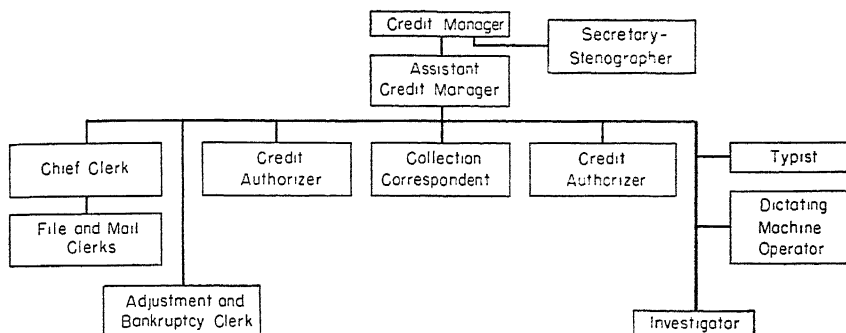 Credit Manager
Secretary-
Stenographer
Assistant
Credit Manager
Chief Clerk
Credit
Authorizer
Collection
Correspondent
Credit
Authorizer
Typist
File and Mail
Clerks
Dictating
Machine
Operator
Adjustment and
Bankruptcy Clerk
Investigator